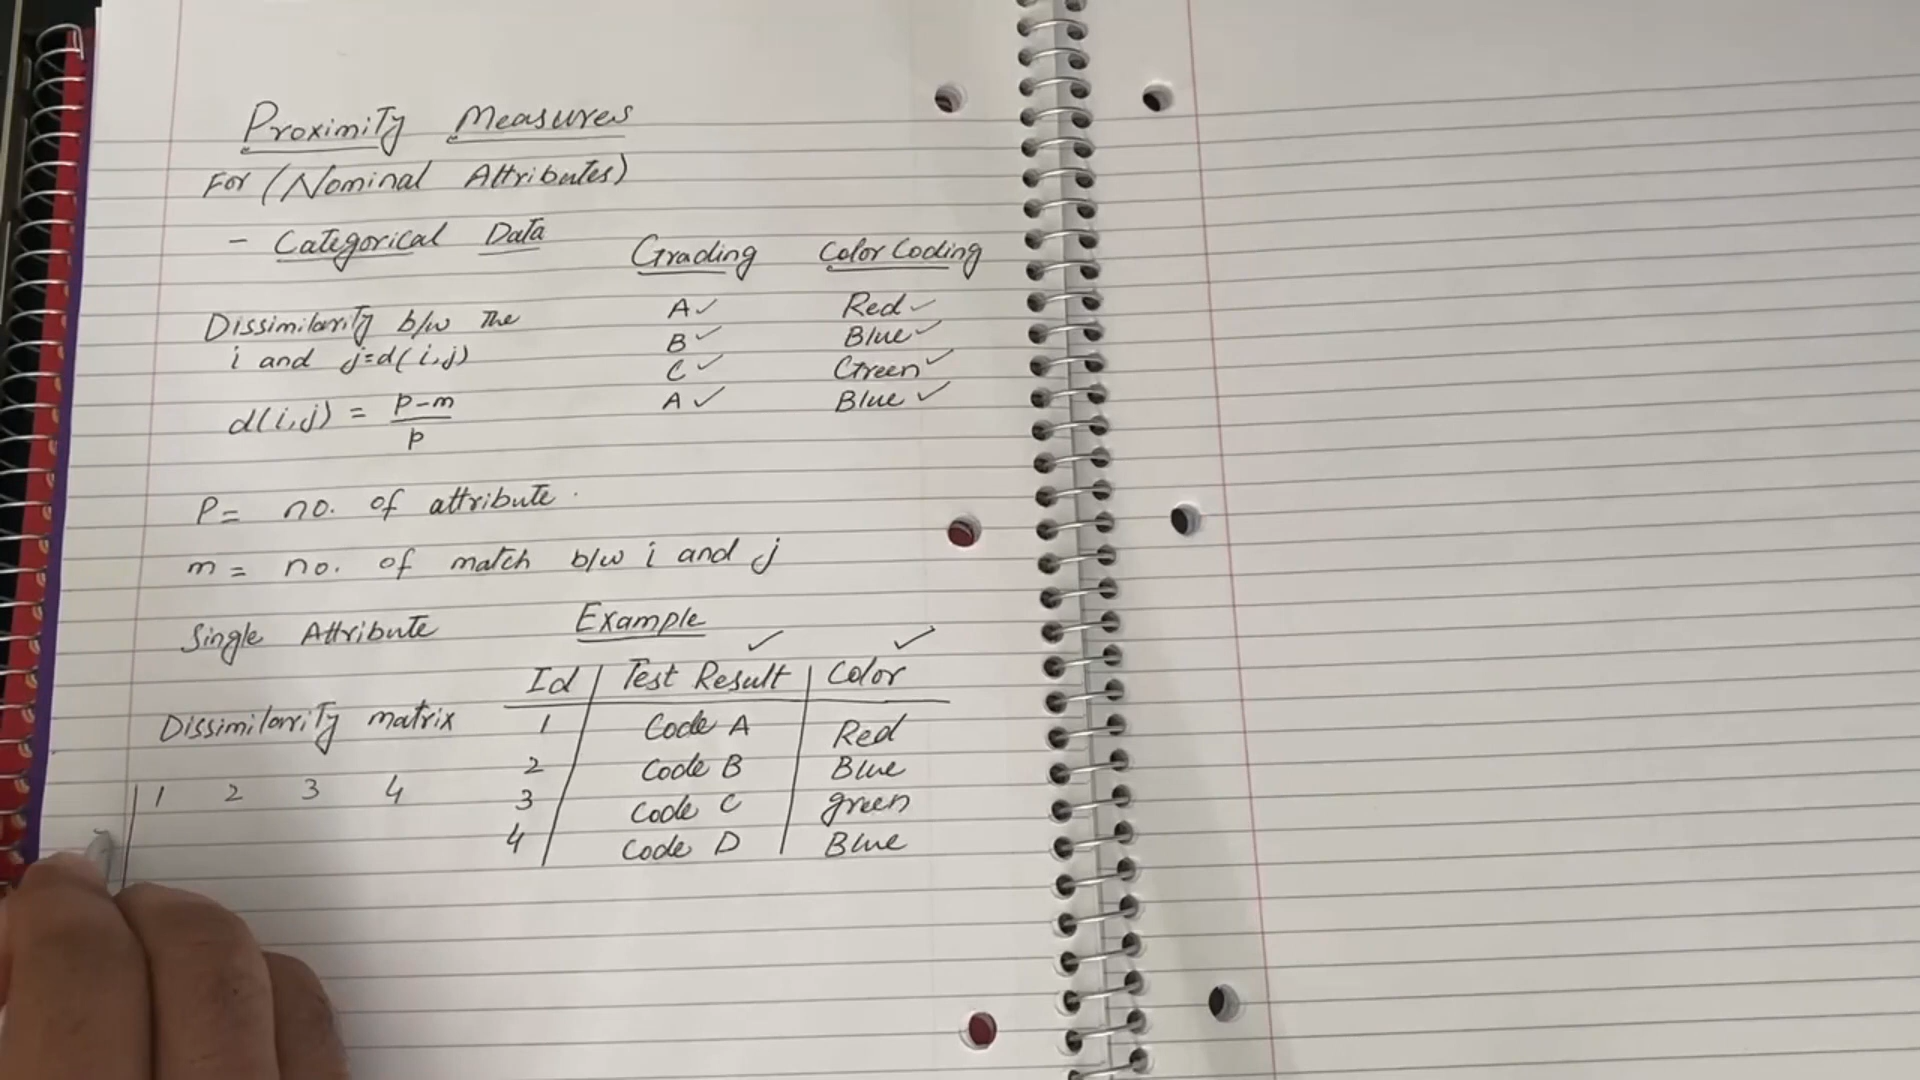 Proximity Measures
For (Nominal Attributes)
- Categorical Data
Grading Color Coding
A✓ Red✓
B✓ Blue✓
C✓ Green✓
A✓ Blue✓
Dissimilarity b/w the
i and j=d(i,j)
d(i,j) = p-m
p
P= no. of attribute.
m= no. of match b/w i and j
Single Attribute
Example
✓ ✓
Id Test Result Color
1 Code A Red
2 Code B Blue
3 Code C green
4 Code D Blue
Dissimilarity matrix
1 2 3 4